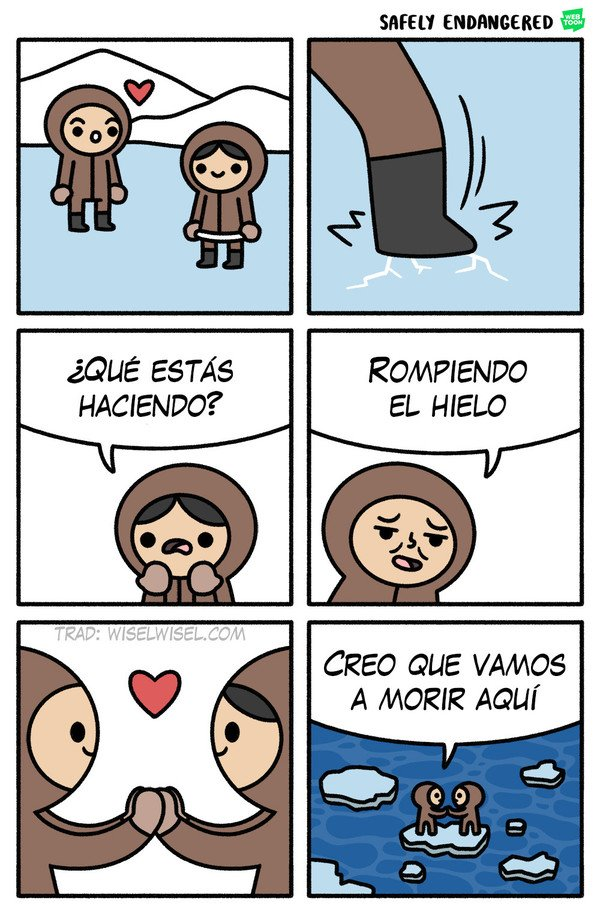 SAFELY ENDANGERED
WEB
TOON
¿QUÉ ESTÁS
HACIENDO?
ROMPIENDO
EL HIELO
TRAD: WISELWISEL.COM
CREO QUE VAMOS
A MORIR AQUÍ